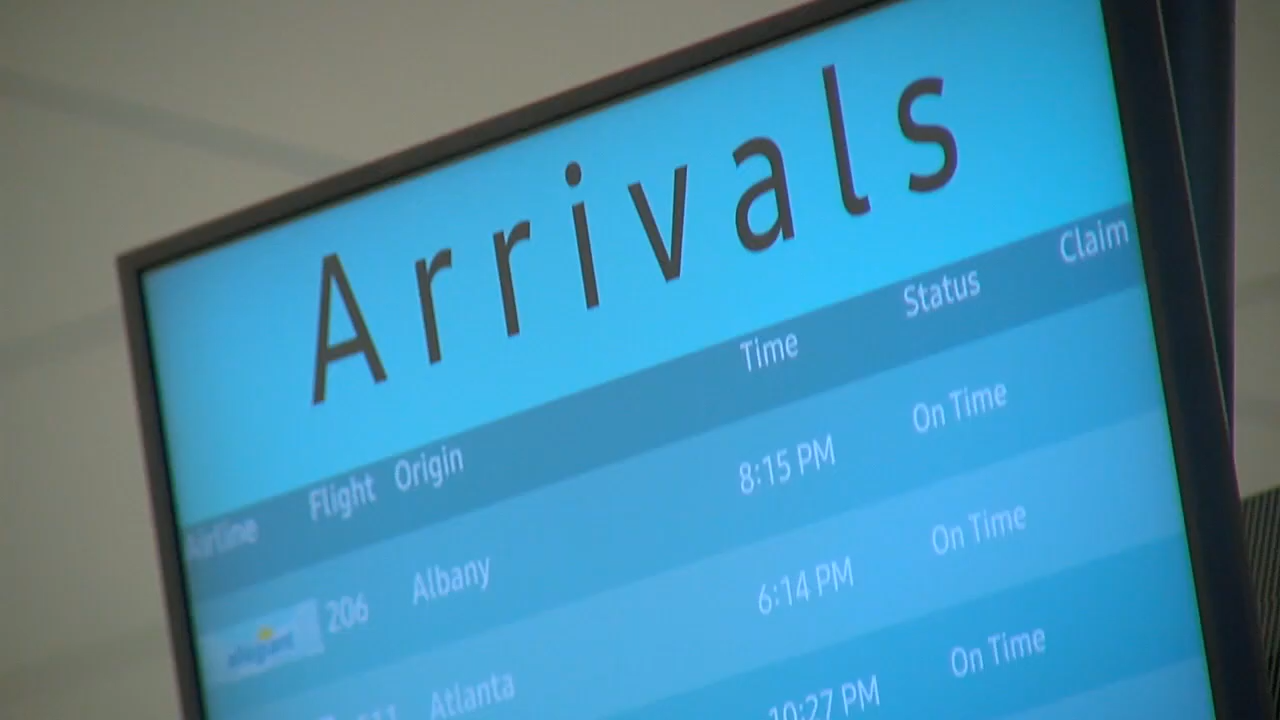 Arrivals
Airline Flight Origin Time Status Claim
allegiant 206 Albany 8:15 PM On Time
Atlanta 6:14 PM On Time
10:27 PM On Time